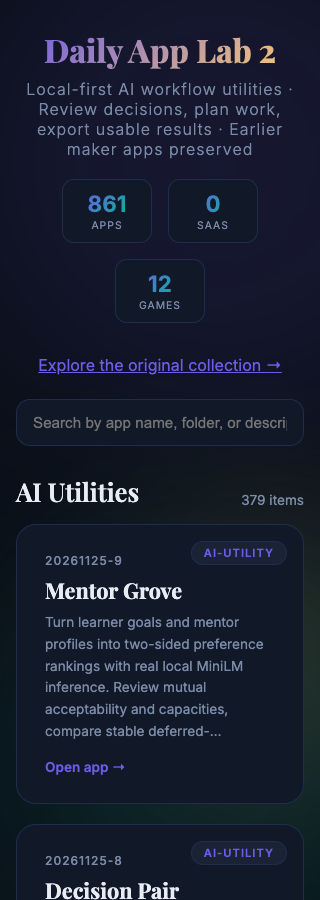 Daily App Lab 2
Local-first AI workflow utilities ·
Review decisions, plan work,
export usable results · Earlier
maker apps preserved
861
APPS
0
SAAS
12
GAMES
Explore the original collection →
Search by app name, folder, or descri
AI Utilities
379 items
AI-UTILITY
20261125-9
Mentor Grove
Turn learner goals and mentor
profiles into two-sided preference
rankings with real local MiniLM
inference. Review mutual
acceptability and capacities,
compare stable deferred-...
Open app →
AI-UTILITY
20261125-8
Decision Pair